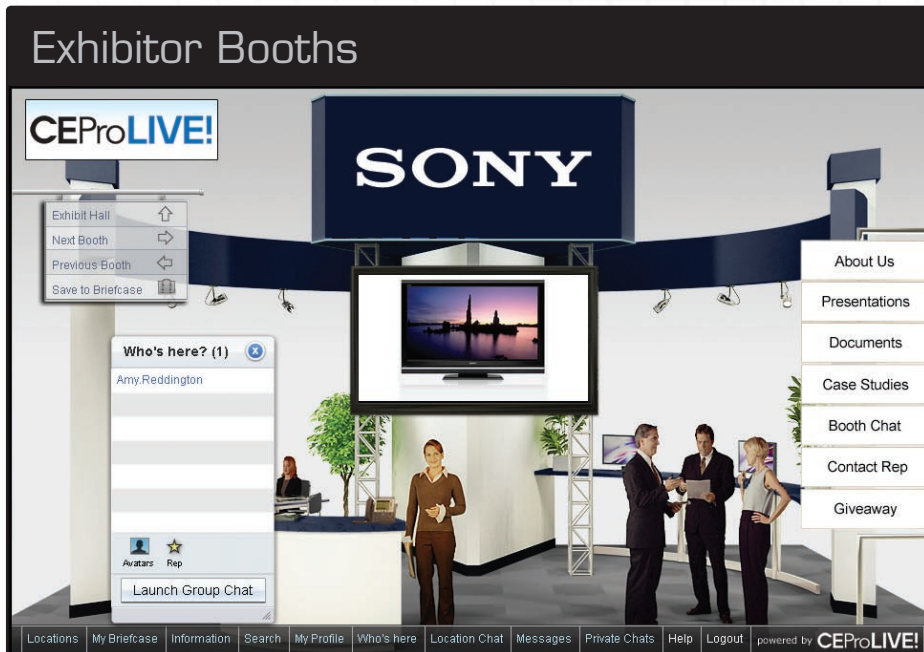 Exhibitor Booths
CEProLIVE!
SONY
Exhibit Hall
Next Booth
Previous Booth
Save to Briefcase
Who's here? (1)
Amy.Reddington
Avatars
Rep
Launch Group Chat
About Us
Presentations
Documents
Case Studies
Booth Chat
Contact Rep
Giveaway
Locations
My Briefcase
Information
Search
My Profile
Who's here
Location Chat
Messages
Private Chats
Help
Logout
powered by CEProLIVE!